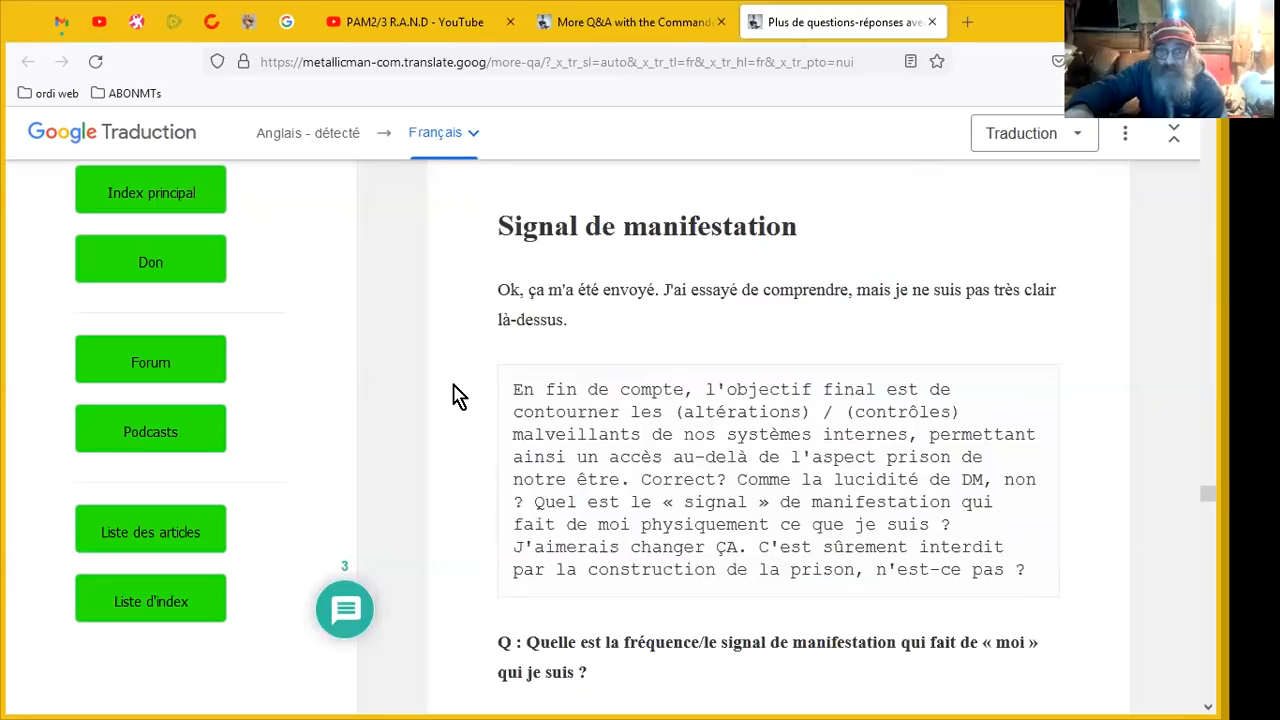 PAM2/3 R.A.N.D - YouTube
More Q&A with the Command
Plus de questions-réponses ave
https://metallicman-com.translate.goog/more-qa/?_x_tr_sl=auto&_x_tr_tl=fr&_x_tr_hl=fr&_x_tr_pto=nui
ordi web
ABONMTs
Google Traduction
Anglais - détecté
Français
Traduction
Index principal
Don
Forum
Podcasts
Liste des articles
Liste d'index
3
Signal de manifestation
Ok, ça m'a été envoyé. J'ai essayé de comprendre, mais je ne suis pas très clair
là-dessus.
En fin de compte, l'objectif final est de
contourner les (altérations) / (contrôles)
malveillants de nos systèmes internes, permettant
ainsi un accès au-delà de l'aspect prison de
notre être. Correct? Comme la lucidité de DM, non
? Quel est le « signal » de manifestation qui
fait de moi physiquement ce que je suis ?
J'aimerais changer ÇA. C'est sûrement interdit
par la construction de la prison, n'est-ce pas ?
Q : Quelle est la fréquence/le signal de manifestation qui fait de « moi »
qui je suis ?